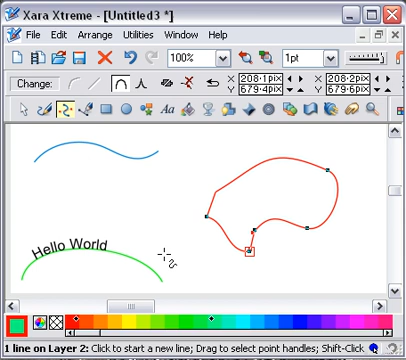 Xara Xtreme - [Untitled3 *]
File Edit Arrange Utilities Window Help
100% 1pt
Change: X 208·1pix Y 679·4pix X 208·2pix Y 679·6pix
Aa
Hello World
1 line on Layer 2: Click to start a new line; Drag to select point handles; Shift-Click